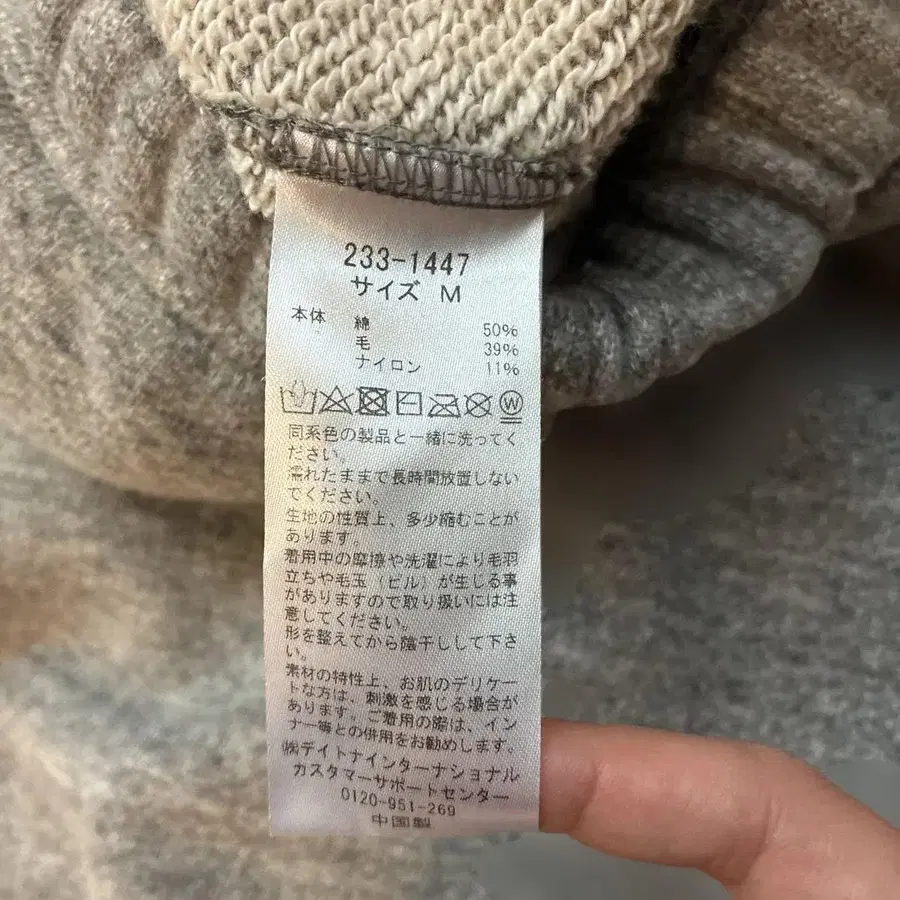 233-1447
サイズ M
本体 綿 50%
毛 39%
ナイロン 11%
W
同系色の製品と一緒に洗ってく
ださい。
濡れたままで長時間放置しない
でください。
生地の性質上、多少縮むことが
あります。
着用中の摩擦や洗濯により毛羽
立ちや毛玉（ピル）が生じる事
がありますので取り扱いには注
意してください。
形を整えてから陰干しして下さ
い。
素材の特性上、お肌のデリケー
トな方は、刺激を感じる場合が
あります。ご着用の際は、イン
ナー等との併用をお勧めします。
㈱デイトナインターナショナル
カスタマーサポートセンター
0120-951-269
中国製